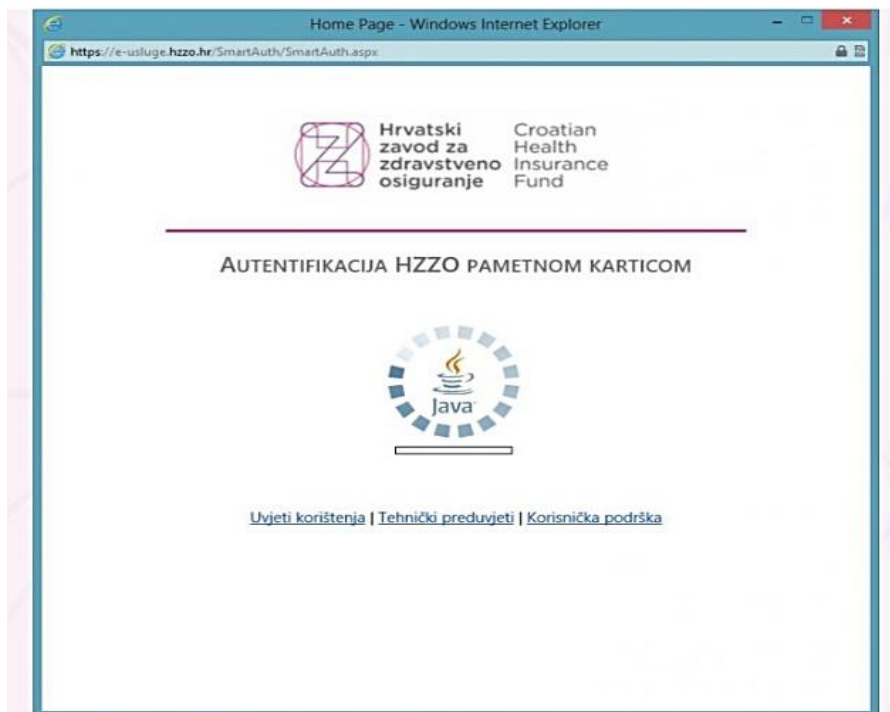 Home Page - Windows Internet Explorer
https://e-usluge.hzzo.hr/SmartAuth/SmartAuth.aspx
Hrvatski zavod za zdravstveno osiguranje
Croatian Health Insurance Fund
AUTENTIFIKACIJA HZZO PAMETNOM KARTICOM
Java
Uvjeti korištenja | Tehnički preduvjeti | Korisnička podrška